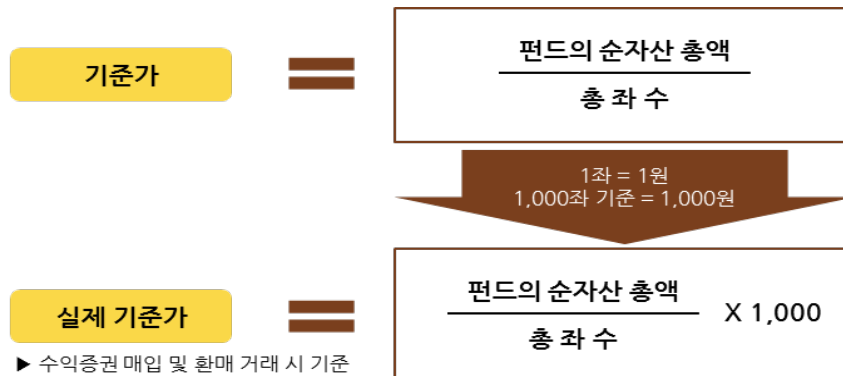 기준가
=
펀드의 순자산 총액
총 좌 수
1좌 = 1원
1,000좌 기준 = 1,000원
실제 기준가
=
펀드의 순자산 총액
총 좌 수
X 1,000
▶ 수익증권 매입 및 환매 거래 시 기준